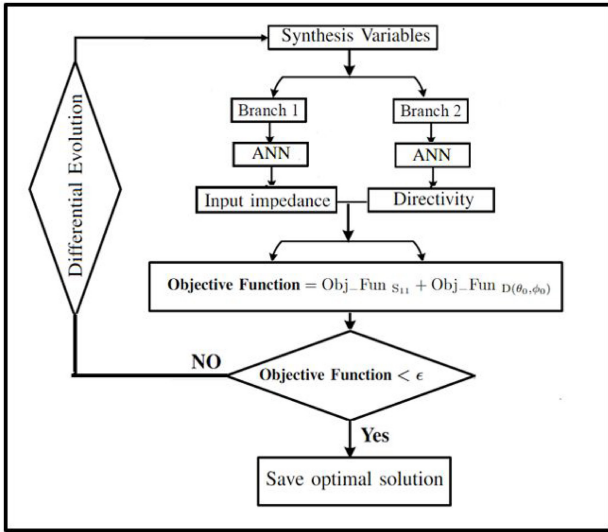 Synthesis Variables
Branch 1
Branch 2
ANN
ANN
Input impedance
Directivity
Differential Evolution
Objective Function = Obj_Fun S₁₁ + Obj_Fun D(θ₀,ϕ₀)
NO
Objective Function < ϵ
Yes
Save optimal solution